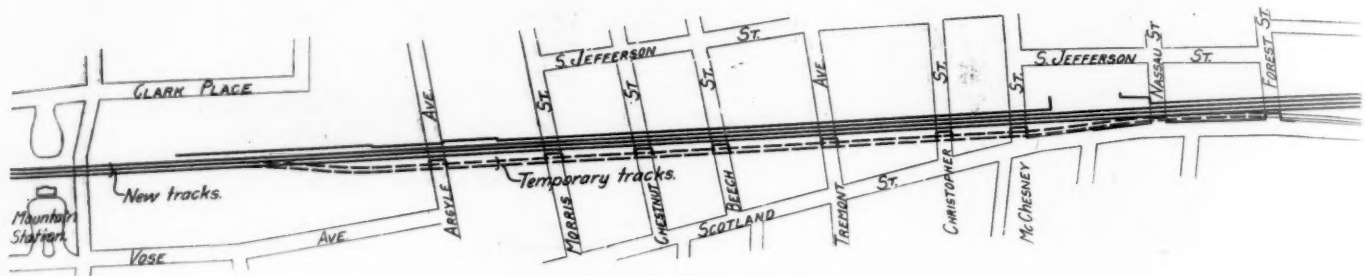 CLARK PLACE
New tracks.
Mountain
Station.
VOSE AVE.
ARGYLE AVE.
Temporary tracks.
MORRIS ST.
CHESTNUT ST.
BEECH ST.
S. JEFFERSON ST.
SCOTLAND ST.
TREMONT AVE.
CHRISTOPHER ST.
MCCHESNEY ST.
S. JEFFERSON ST.
NASSAU ST
FOREST ST.